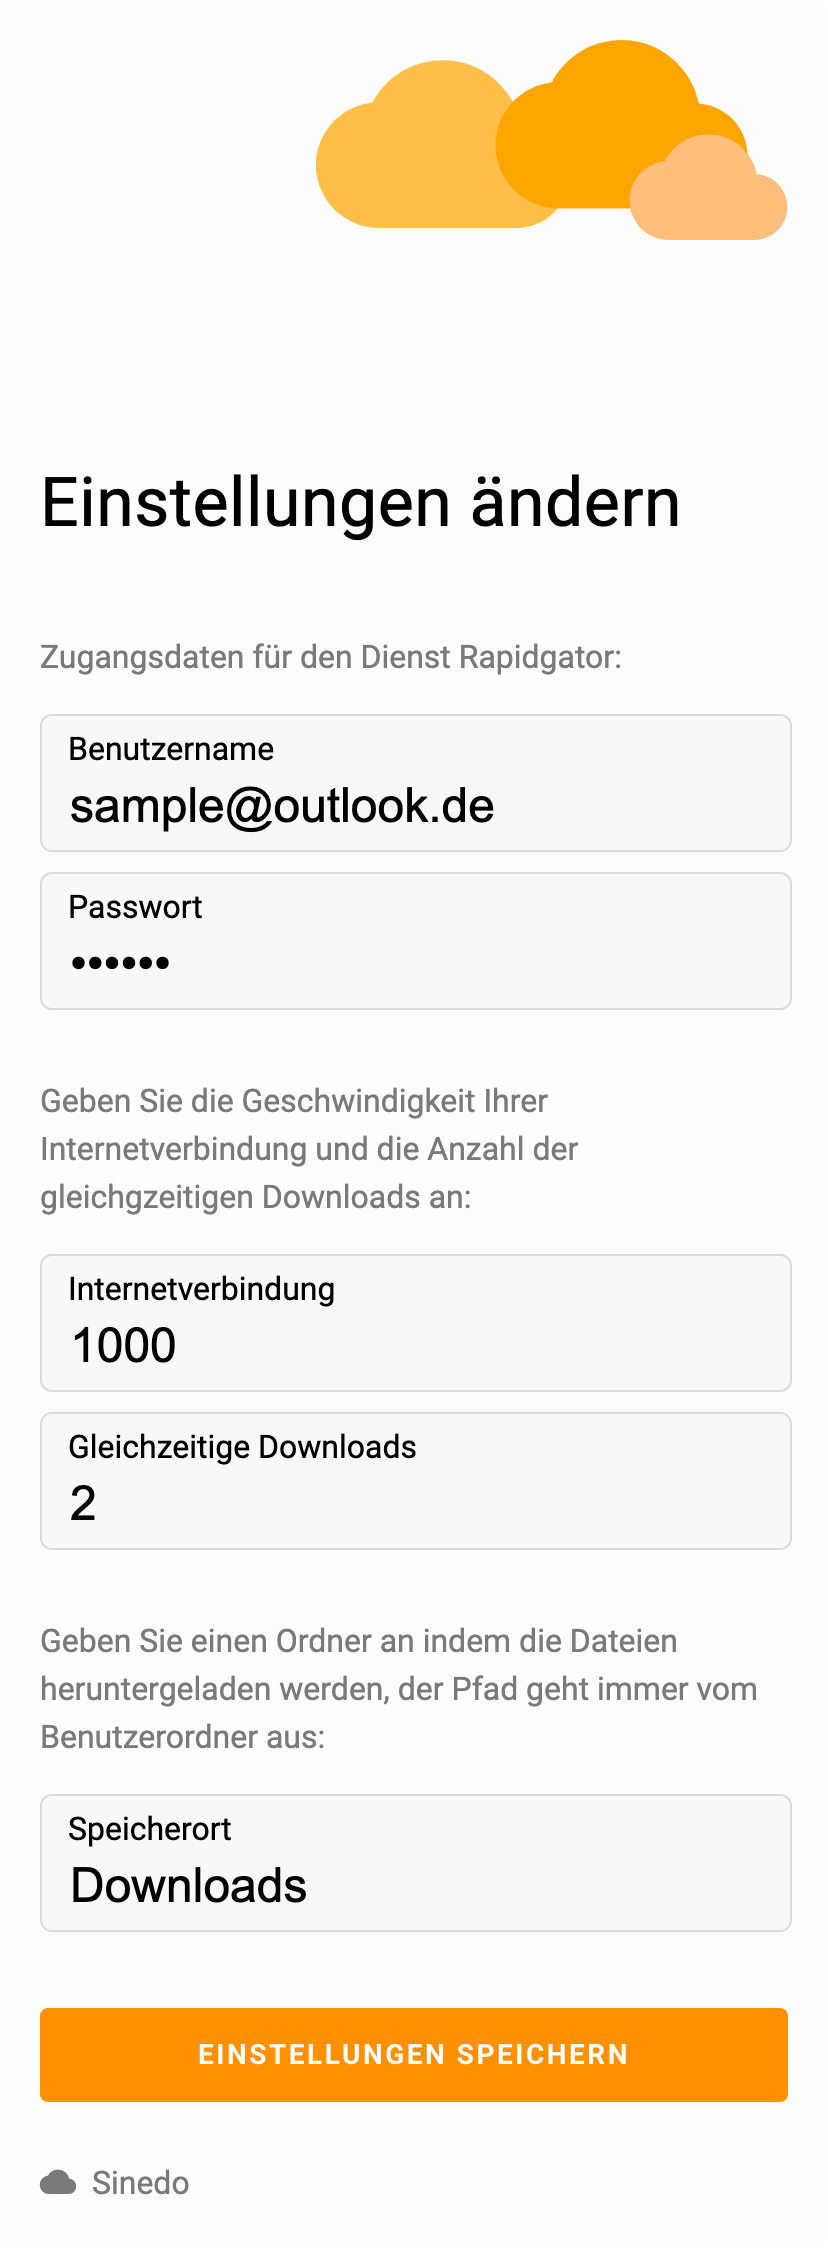 Einstellungen ändern
Zugangsdaten für den Dienst Rapidgator:
Benutzername
sample@outlook.de
Passwort
••••••
Geben Sie die Geschwindigkeit Ihrer
Internetverbindung und die Anzahl der
gleichgzeitigen Downloads an:
Internetverbindung
1000
Gleichzeitige Downloads
2
Geben Sie einen Ordner an indem die Dateien
heruntergeladen werden, der Pfad geht immer vom
Benutzerordner aus:
Speicherort
Downloads
EINSTELLUNGEN SPEICHERN
Sinedo